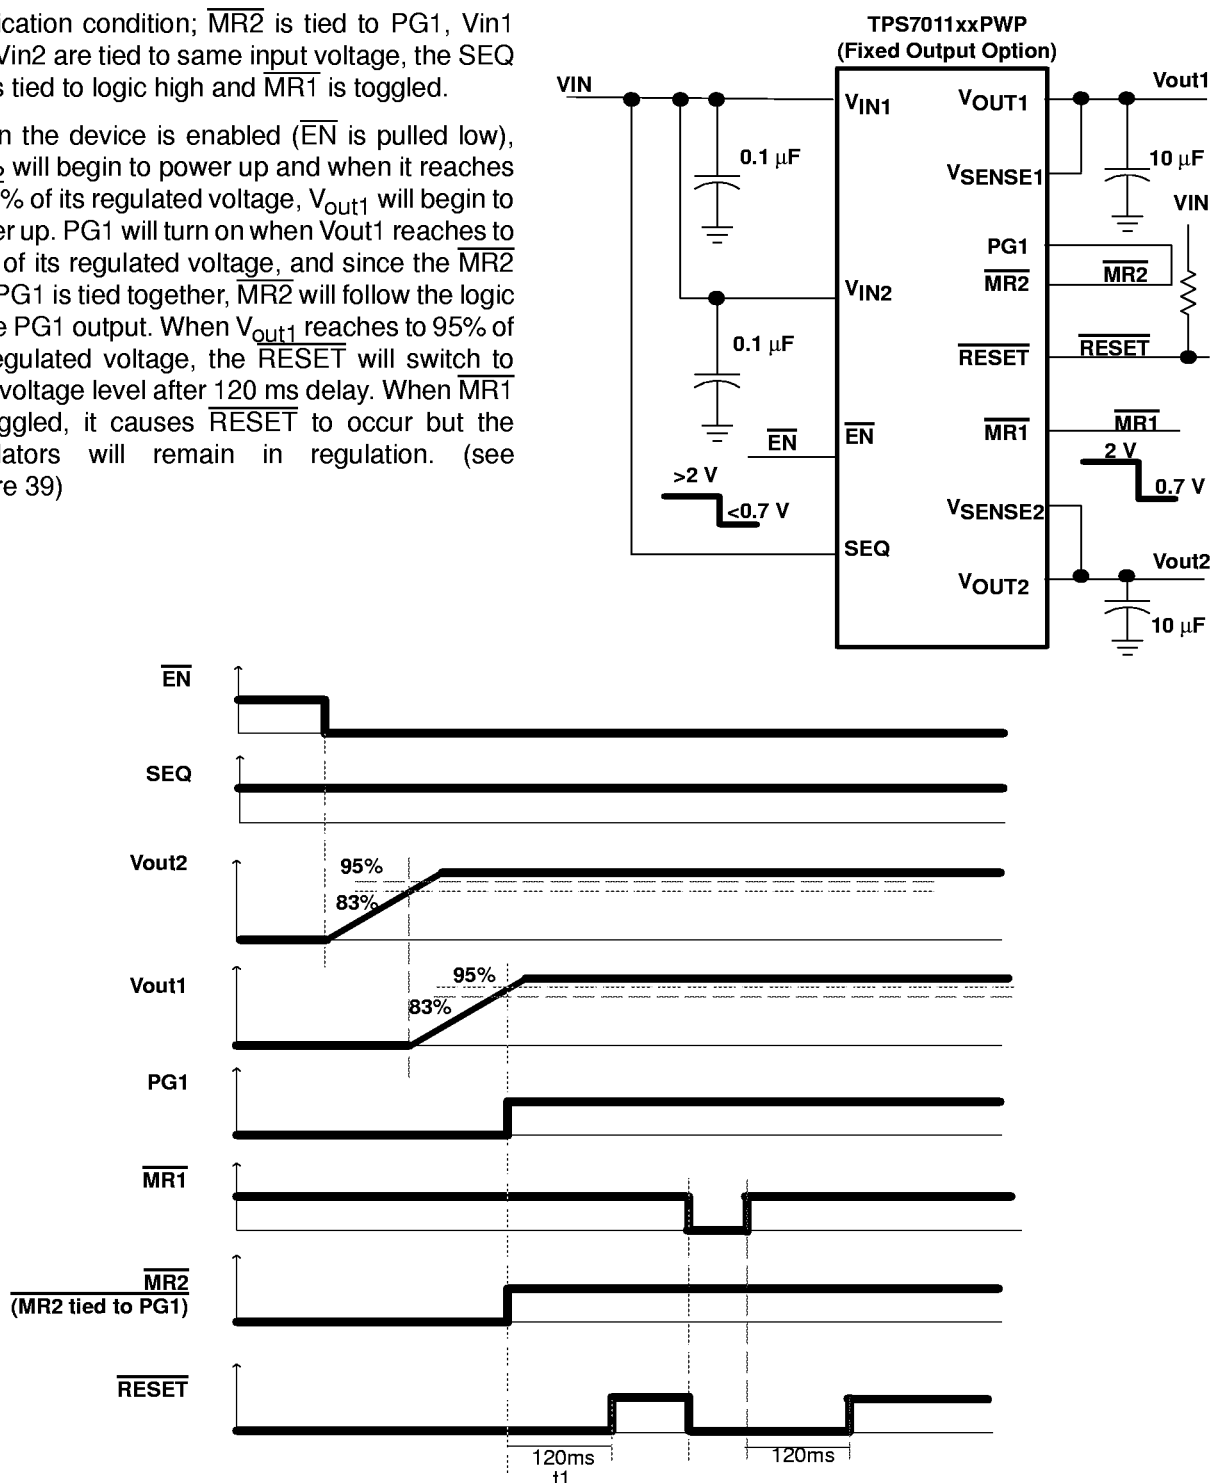 ication condition; MR2 is tied to PG1, Vin1
Vin2 are tied to same input voltage, the SEQ
s tied to logic high and MR1 is toggled.
n the device is enabled (EN is pulled low),
will begin to power up and when it reaches
% of its regulated voltage, Vout1 will begin to
er up. PG1 will turn on when Vout1 reaches to
of its regulated voltage, and since the MR2
PG1 is tied together, MR2 will follow the logic
e PG1 output. When Vout1 reaches to 95% of
egulated voltage, the RESET will switch to
voltage level after 120 ms delay. When MR1
ggled, it causes RESET to occur but the
lators will remain in regulation. (see
re 39)
TPS7011xxPWP
(Fixed Output Option)
VIN
VIN1
VOUT1
Vout1
0.1 µF
VSENSE1
10 µF
VIN
PG1
MR2
MR2
VIN2
0.1 µF
RESET
RESET
EN
EN
MR1
MR1
>2 V
<0.7 V
2 V
0.7 V
VSENSE2
SEQ
VOUT2
Vout2
10 µF
EN
SEQ
Vout2
95%
83%
Vout1
95%
83%
PG1
MR1
MR2
(MR2 tied to PG1)
RESET
120ms
t1
120ms